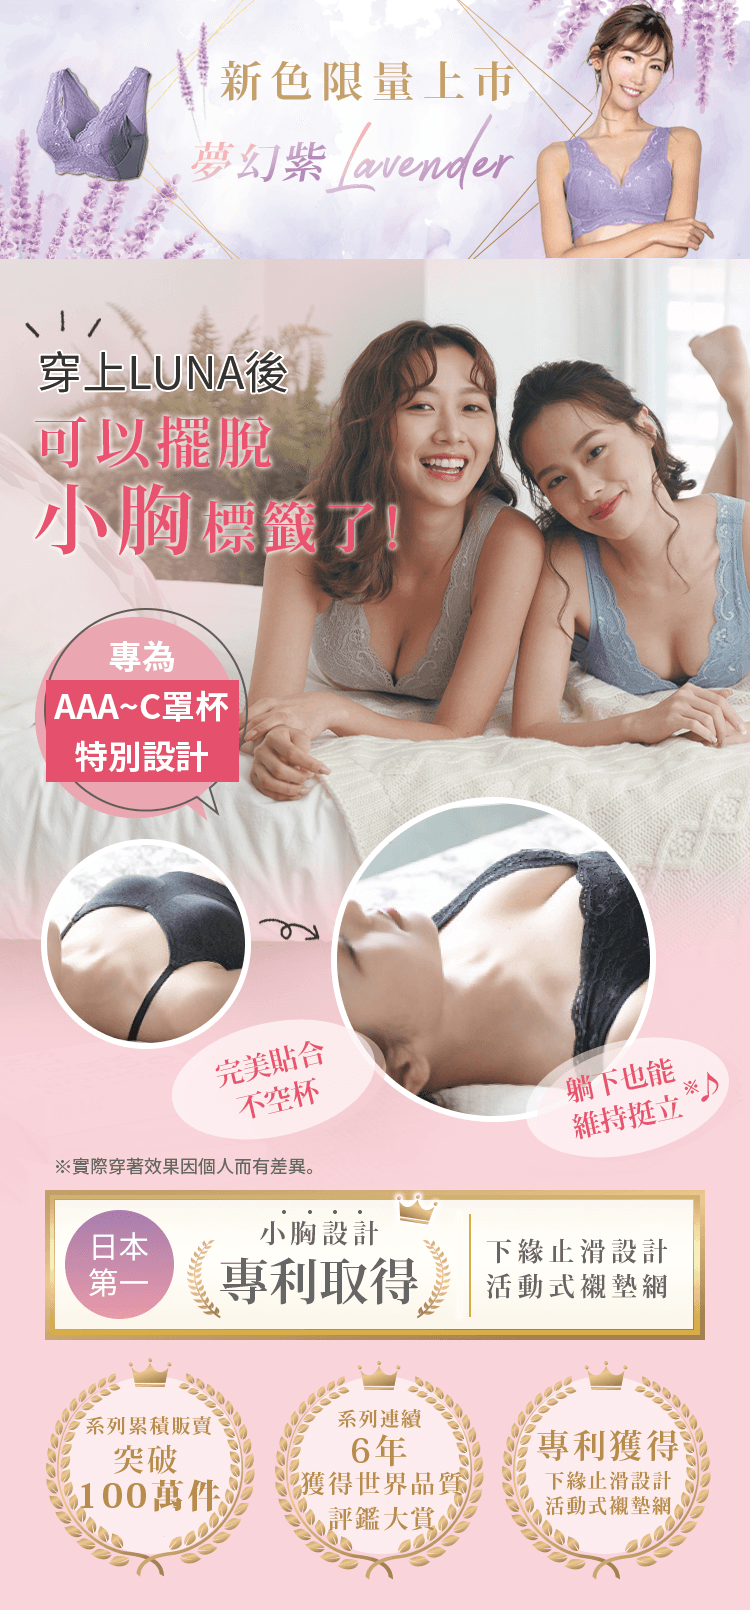 新色限量上市
夢幻紫 Lavender
穿上LUNA後
可以擺脫
小胸標籤了!
專為
AAA~C罩杯
特別設計
完美貼合
不空杯
躺下也能
維持挺立※♪
※實際穿著效果因個人而有差異。
日本
第一
小胸設計
專利取得
下緣止滑設計
活動式襯墊網
系列累積販賣
突破
100萬件
系列連續
6年
獲得世界品質
評鑑大賞
專利獲得
下緣止滑設計
活動式襯墊網